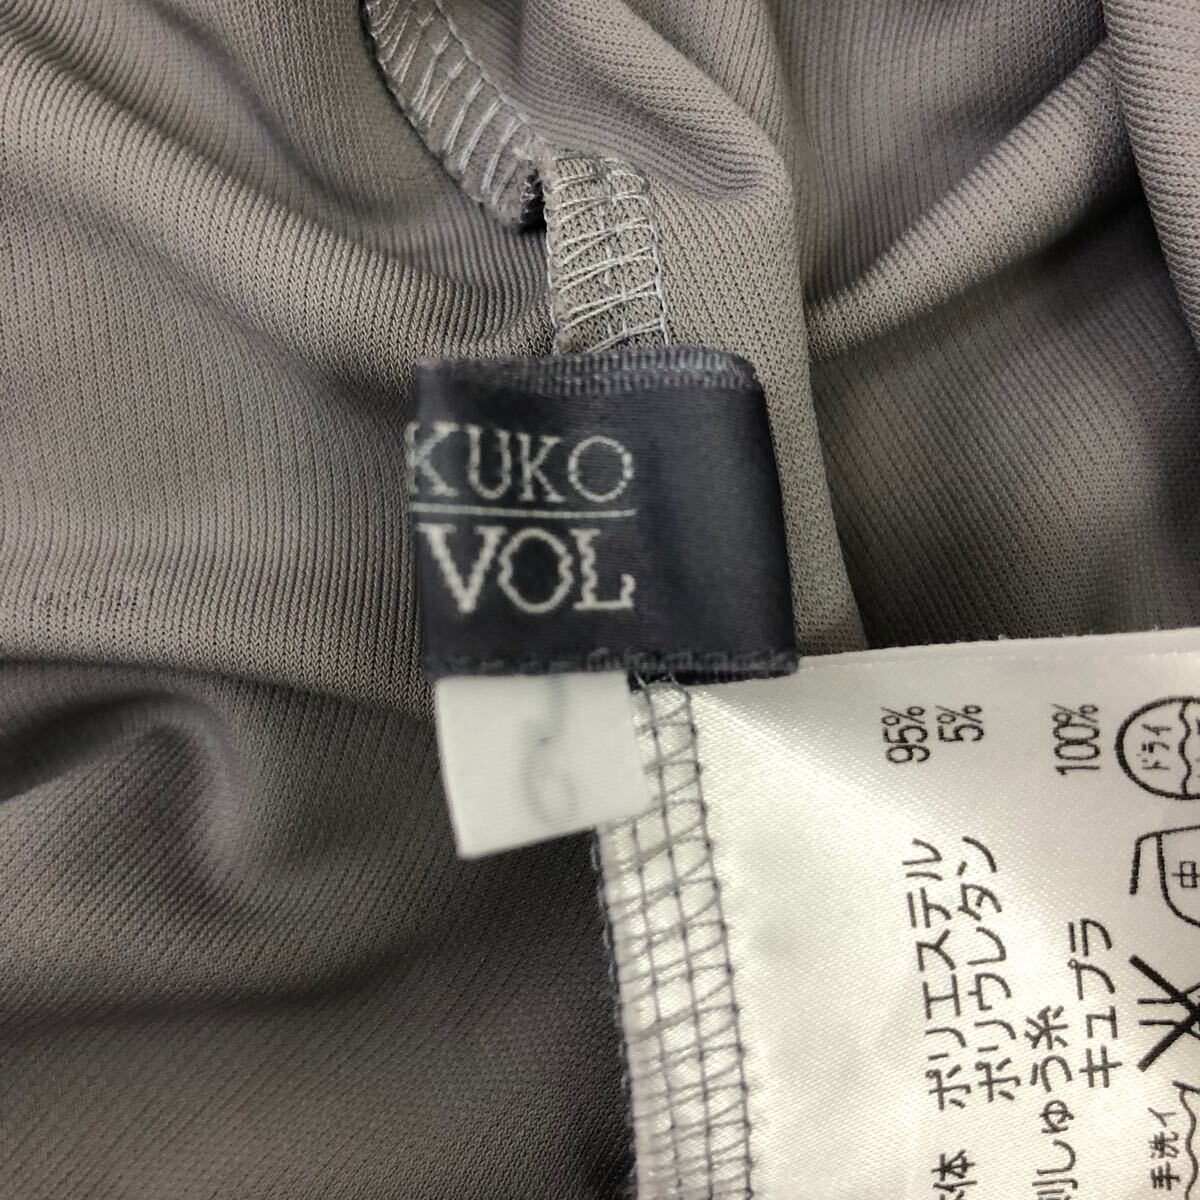 KUKO
VOL
2
体 ポリエステル 95%
ポリウレタン 5%
刺しゅう糸
キュプラ 100%
ドライ
中
手洗イ